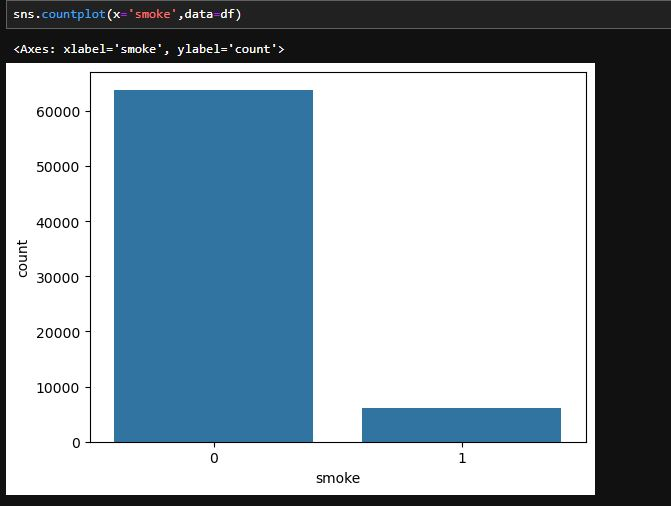 sns.countplot(x='smoke',data=df)
<Axes: xlabel='smoke', ylabel='count'>
60000
50000
40000
30000
20000
10000
0
count
0 1
smoke